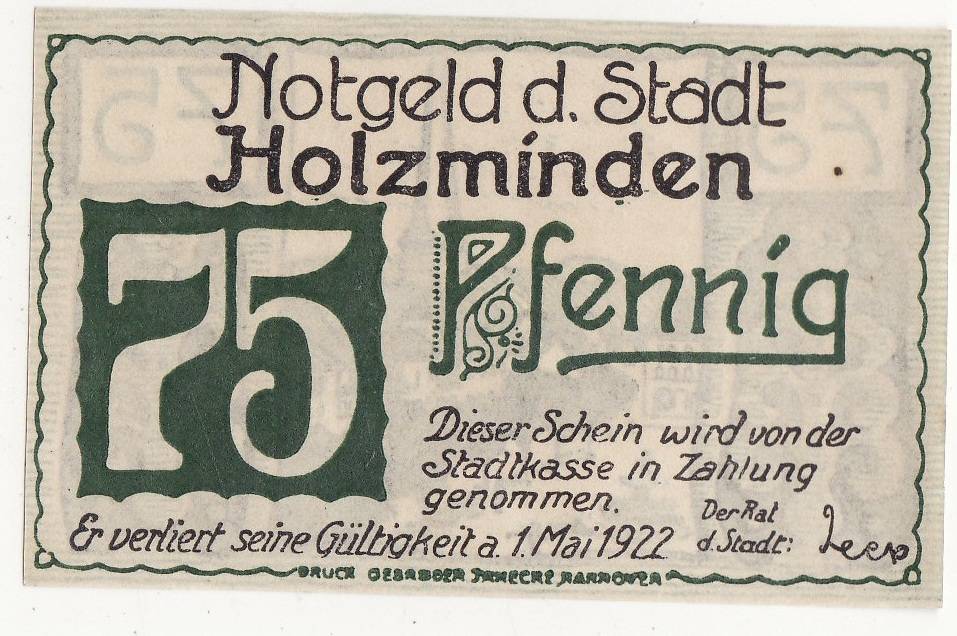 Notgeld d. Stadt
Holzminden
75 Pfennig
Dieser Schein wird von der
Stadtkasse in Zahlung
genommen.
Er verliert seine Gültigkeit a. 1. Mai 1922
Der Rat
d. Stadt:
DRUCK GEBRÜDER JÄNECKE HANNOVER